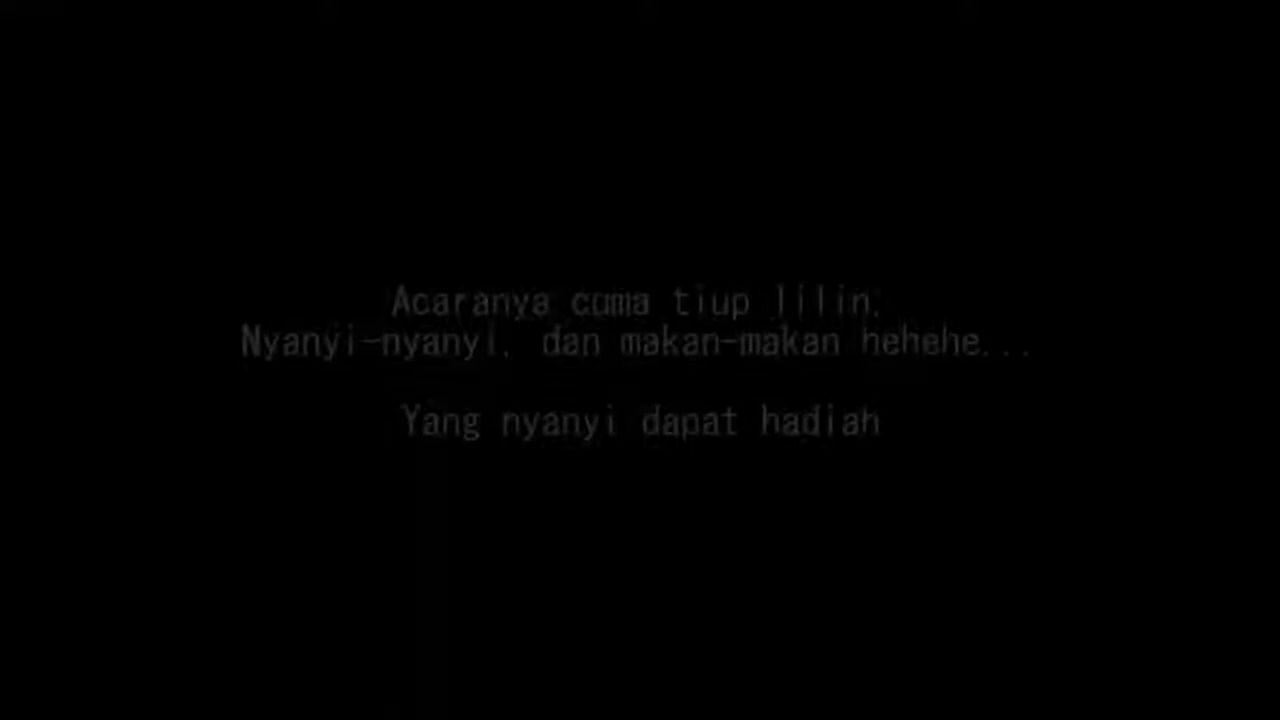 Acaranya cuma tiup lilin,
Nyanyi-nyanyi, dan makan-makan hehehe...
Yang nyanyi dapat hadiah